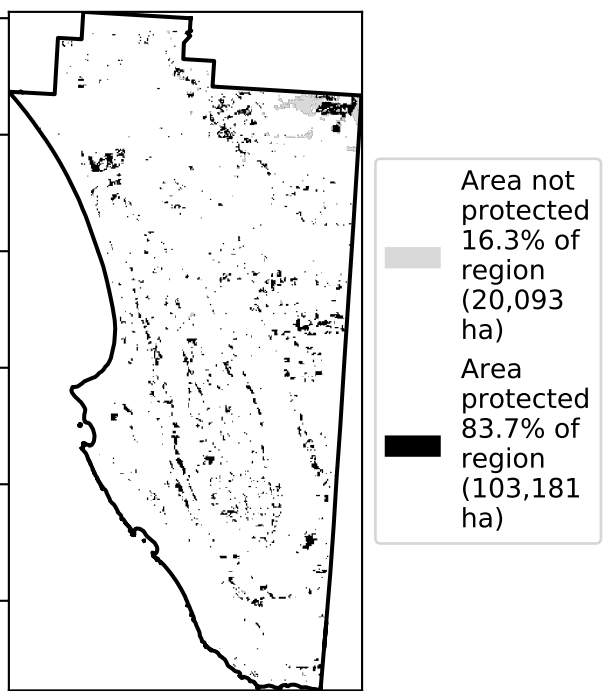 Area not
protected
16.3% of
region
(20,093
ha)
Area
protected
83.7% of
region
(103,181
ha)